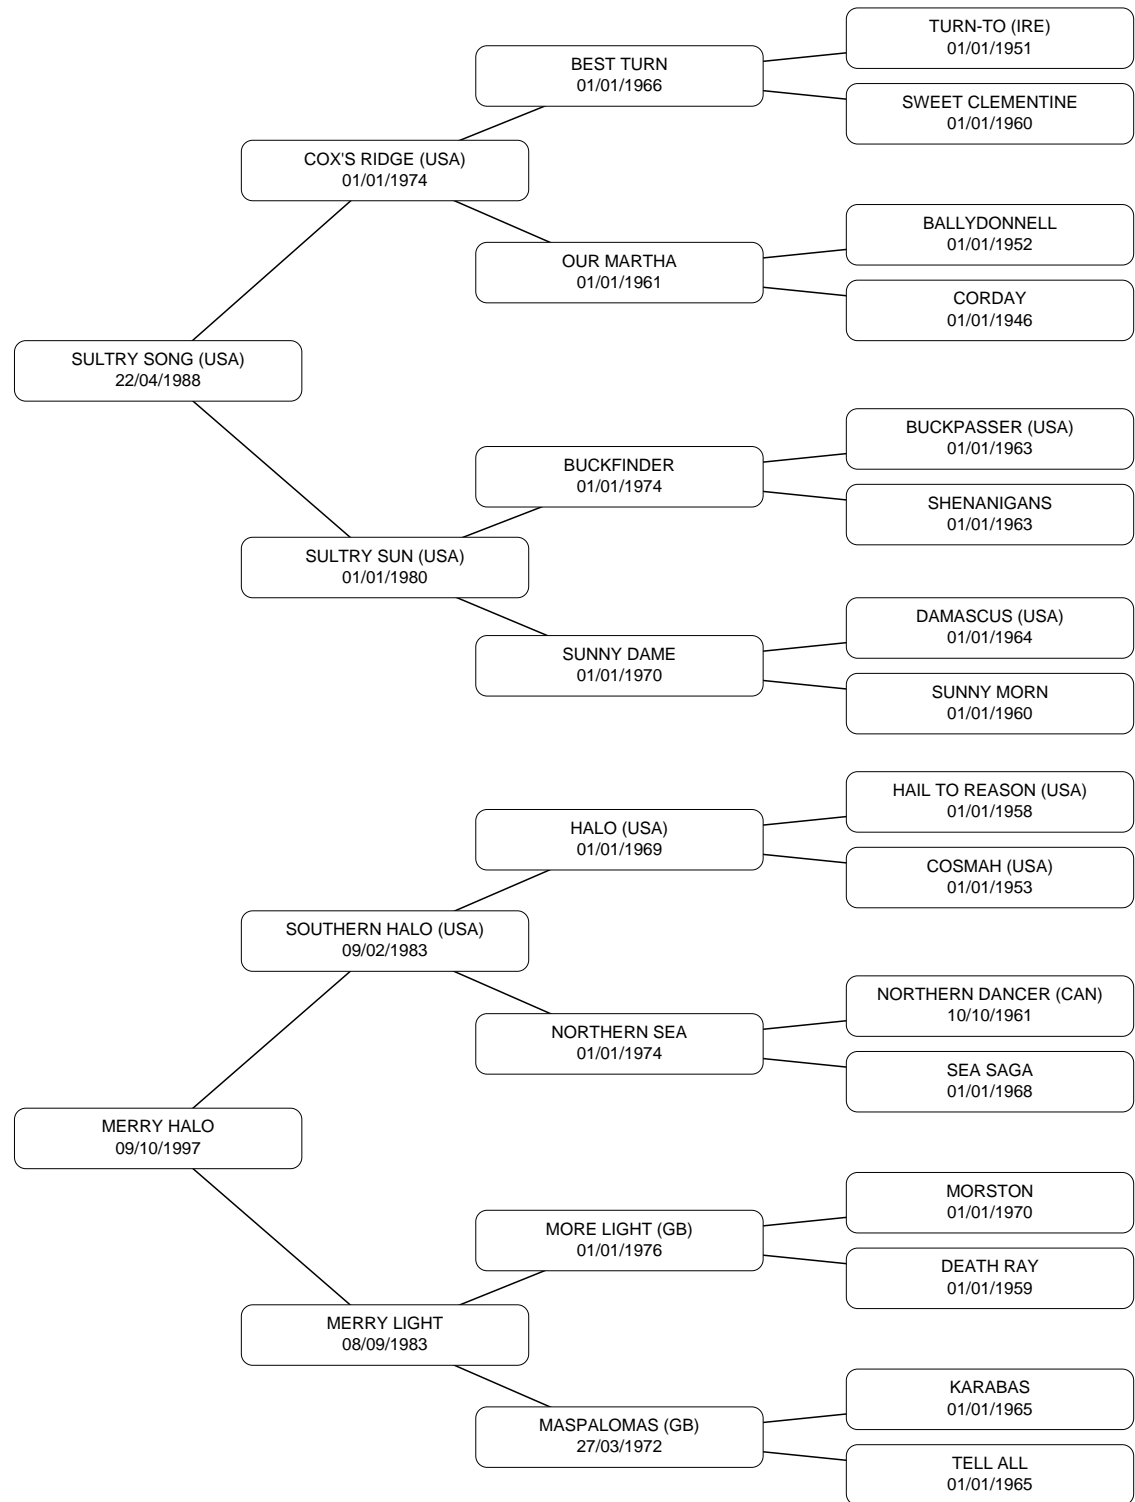 TURN-TO (IRE)
01/01/1951
BEST TURN
01/01/1966
SWEET CLEMENTINE
01/01/1960
COX'S RIDGE (USA)
01/01/1974
BALLYDONNELL
01/01/1952
OUR MARTHA
01/01/1961
CORDAY
01/01/1946
SULTRY SONG (USA)
22/04/1988
BUCKPASSER (USA)
01/01/1963
BUCKFINDER
01/01/1974
SHENANIGANS
01/01/1963
SULTRY SUN (USA)
01/01/1980
DAMASCUS (USA)
01/01/1964
SUNNY DAME
01/01/1970
SUNNY MORN
01/01/1960
HAIL TO REASON (USA)
01/01/1958
HALO (USA)
01/01/1969
COSMAH (USA)
01/01/1953
SOUTHERN HALO (USA)
09/02/1983
NORTHERN DANCER (CAN)
10/10/1961
NORTHERN SEA
01/01/1974
SEA SAGA
01/01/1968
MERRY HALO
09/10/1997
MORSTON
01/01/1970
MORE LIGHT (GB)
01/01/1976
DEATH RAY
01/01/1959
MERRY LIGHT
08/09/1983
KARABAS
01/01/1965
MASPALOMAS (GB)
27/03/1972
TELL ALL
01/01/1965